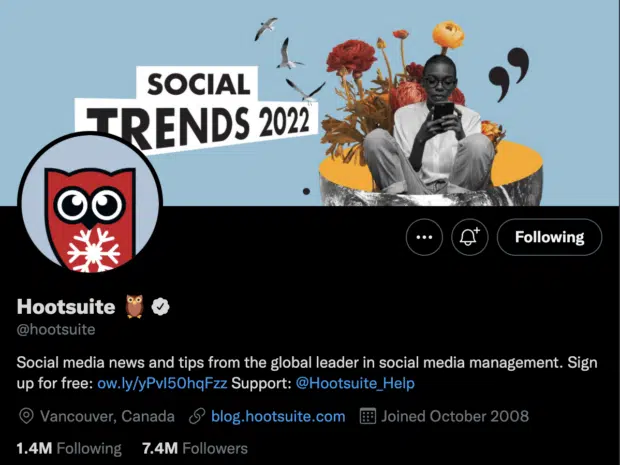 SOCIAL
TRENDS 2022
Following
Hootsuite
@hootsuite
Social media news and tips from the global leader in social media management. Sign
up for free: ow.ly/yPvI50hqFzz Support: @Hootsuite_Help
Vancouver, Canada blog.hootsuite.com Joined October 2008
1.4M Following 7.4M Followers